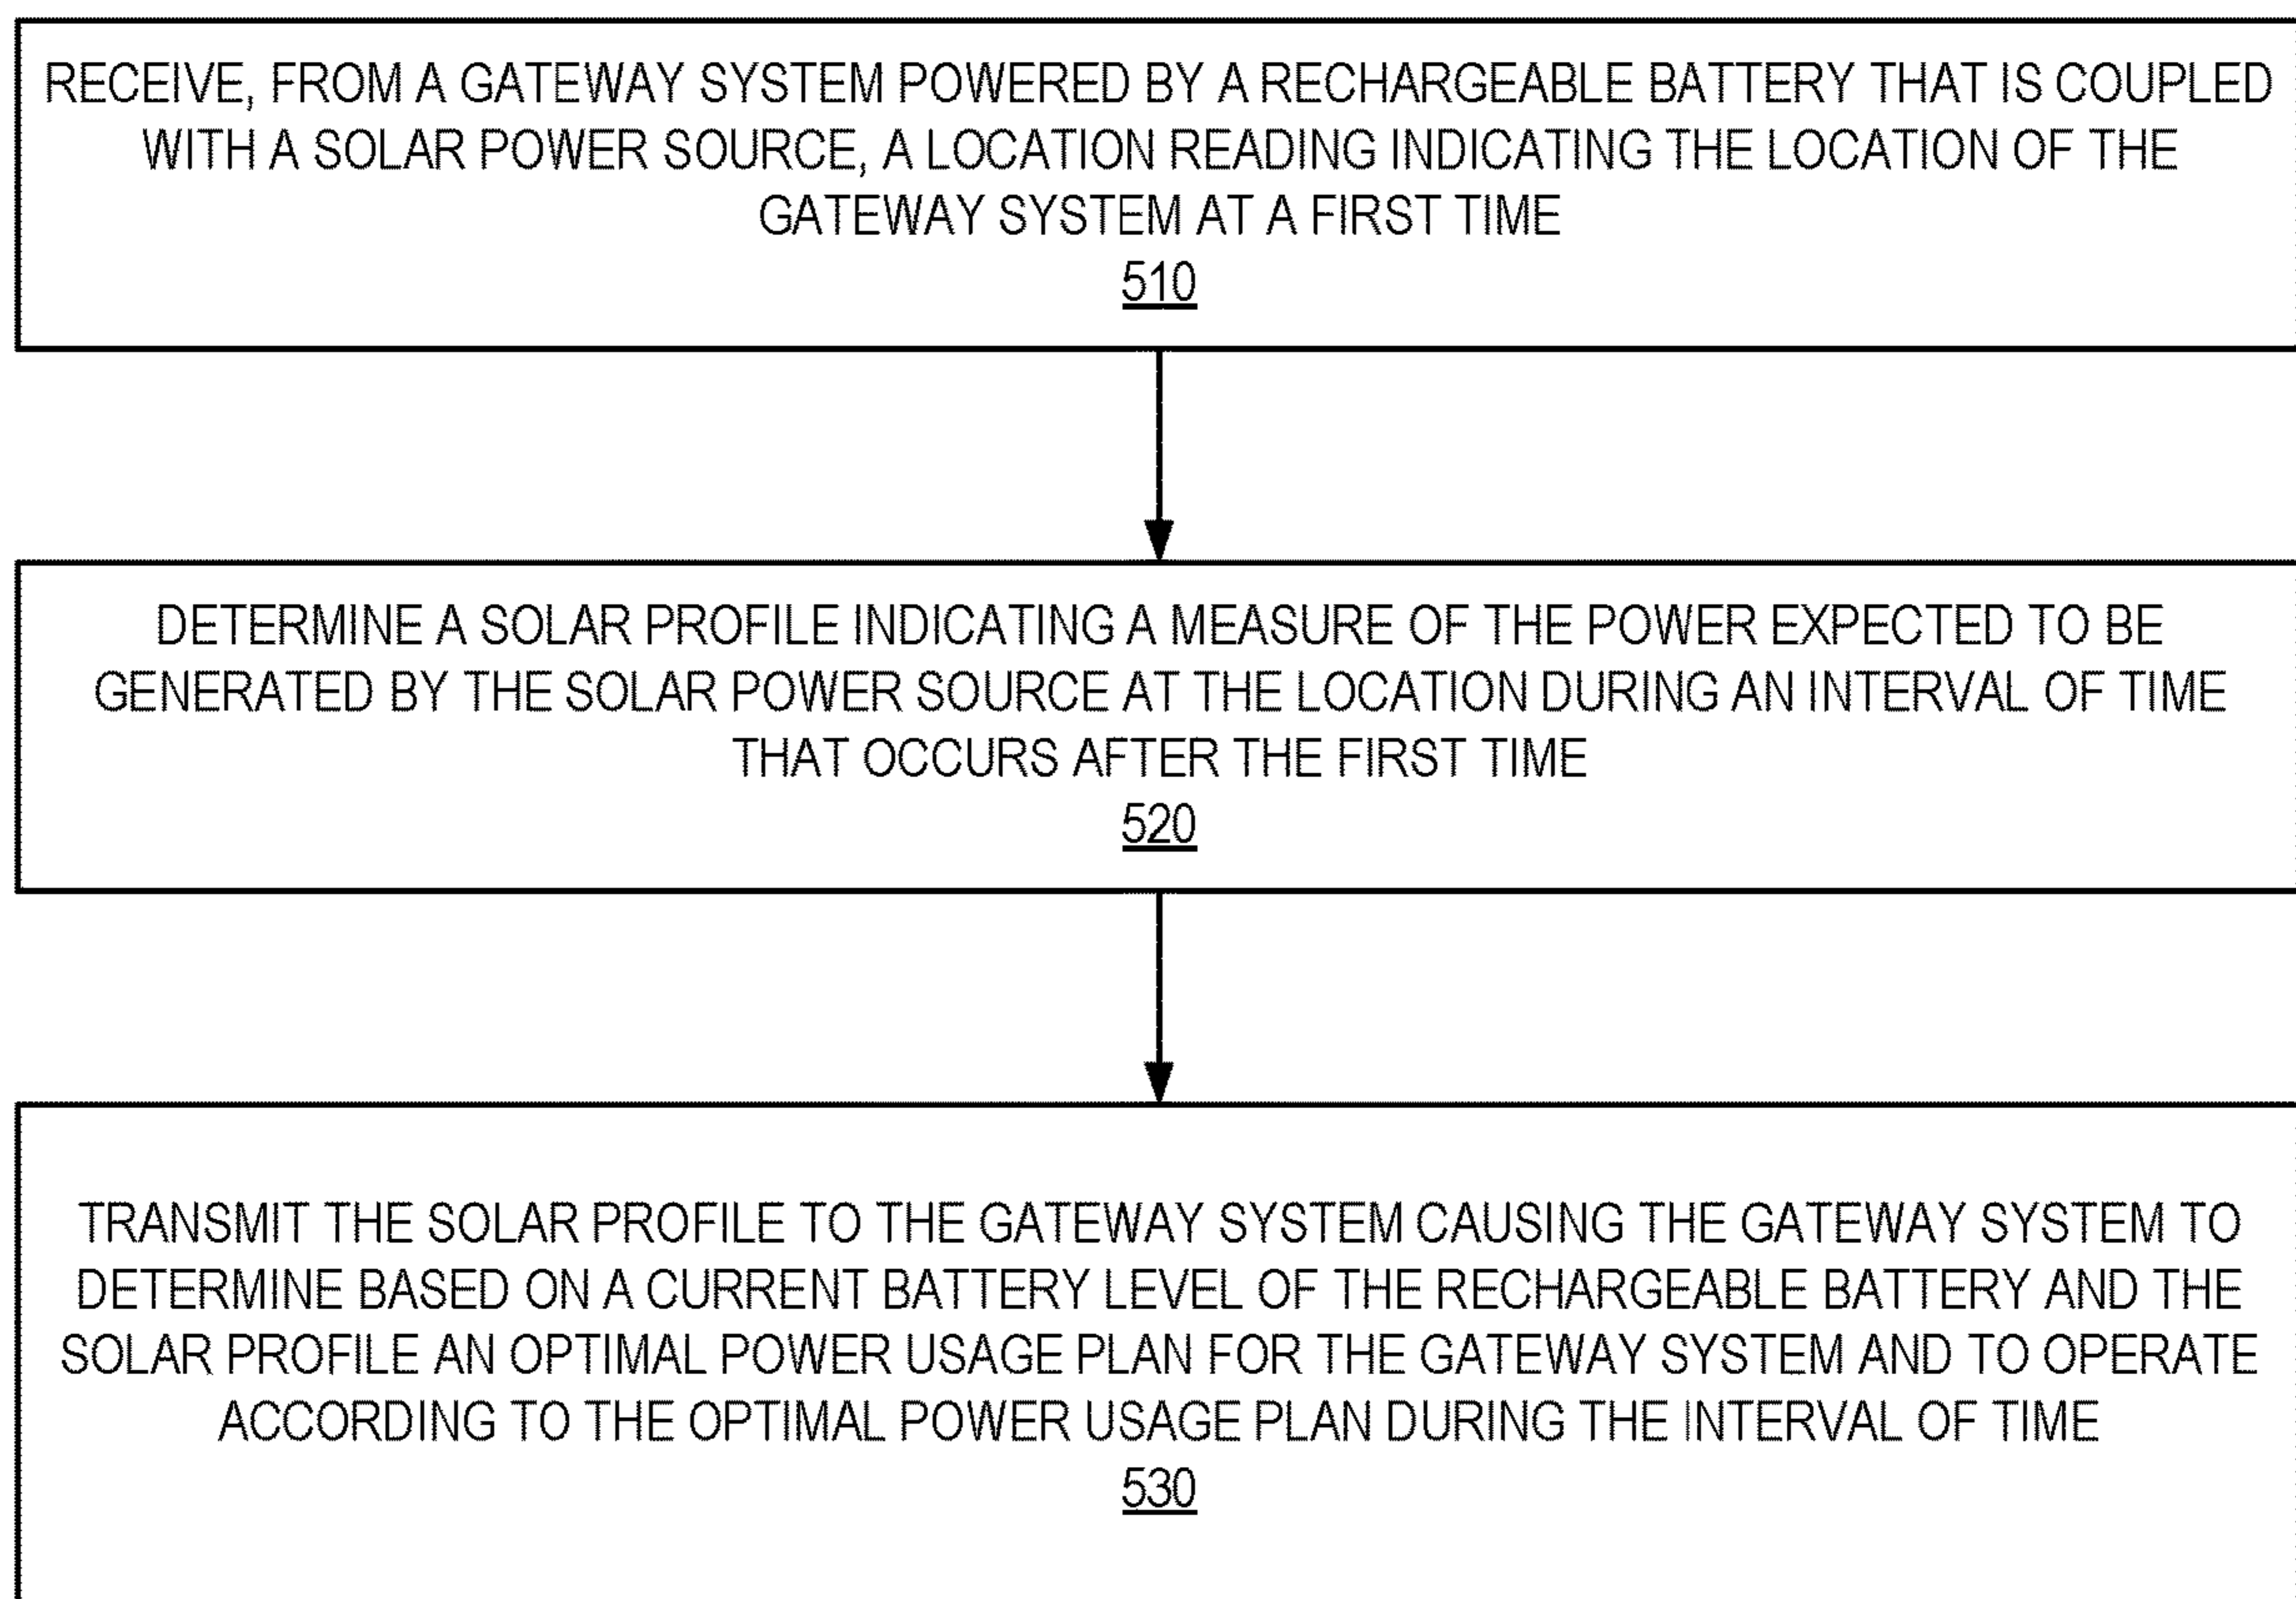 RECEIVE, FROM A GATEWAY SYSTEM POWERED BY A RECHARGEABLE BATTERY THAT IS COUPLED
WITH A SOLAR POWER SOURCE, A LOCATION READING INDICATING THE LOCATION OF THE
GATEWAY SYSTEM AT A FIRST TIME
510
DETERMINE A SOLAR PROFILE INDICATING A MEASURE OF THE POWER EXPECTED TO BE
GENERATED BY THE SOLAR POWER SOURCE AT THE LOCATION DURING AN INTERVAL OF TIME
THAT OCCURS AFTER THE FIRST TIME
520
TRANSMIT THE SOLAR PROFILE TO THE GATEWAY SYSTEM CAUSING THE GATEWAY SYSTEM TO
DETERMINE BASED ON A CURRENT BATTERY LEVEL OF THE RECHARGEABLE BATTERY AND THE
SOLAR PROFILE AN OPTIMAL POWER USAGE PLAN FOR THE GATEWAY SYSTEM AND TO OPERATE
ACCORDING TO THE OPTIMAL POWER USAGE PLAN DURING THE INTERVAL OF TIME
530